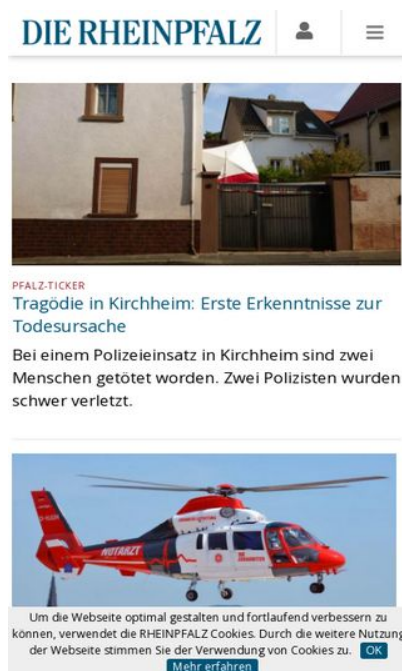 DIE RHEINPFALZ
PFALZ-TICKER
Tragödie in Kirchheim: Erste Erkenntnisse zur
Todesursache
Bei einem Polizeieinsatz in Kirchheim sind zwei
Menschen getötet worden. Zwei Polizisten wurden
schwer verletzt.
NOTARZT
Um die Webseite optimal gestalten und fortlaufend verbessern zu
können, verwendet die RHEINPFALZ Cookies. Durch die weitere Nutzung
der Webseite stimmen Sie der Verwendung von Cookies zu. OK
Mehr erfahren